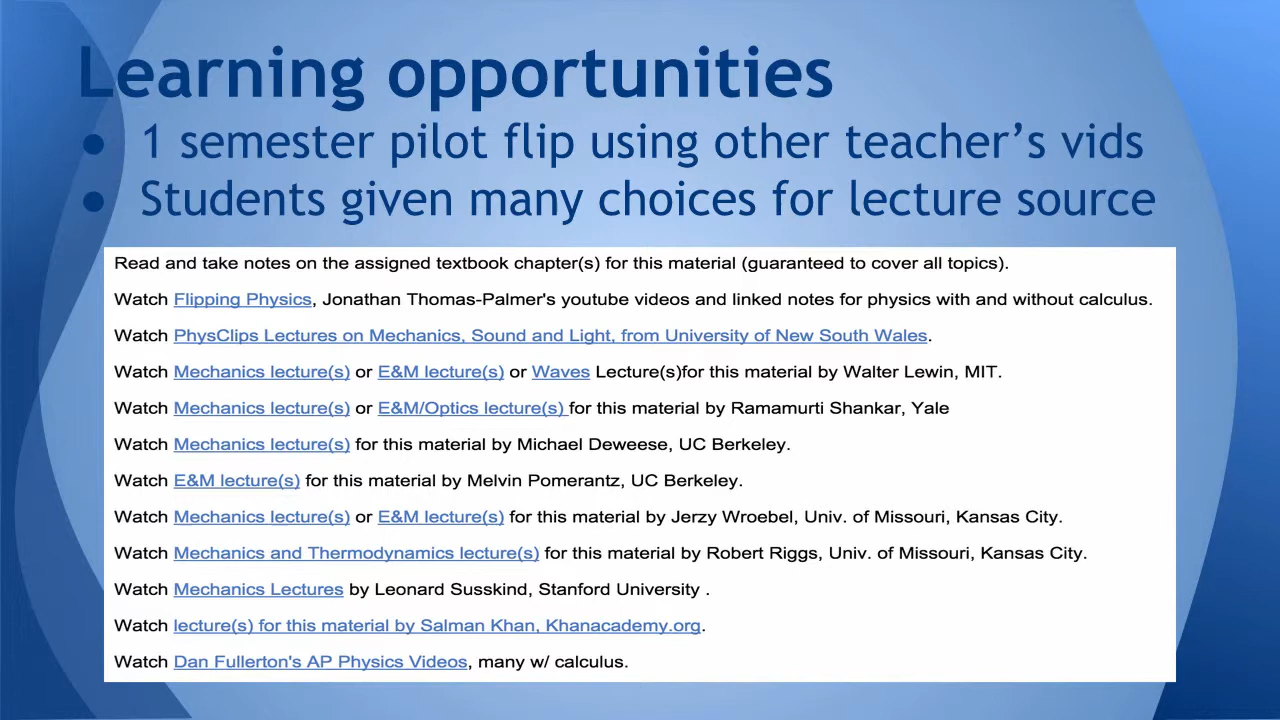 Learning opportunities
● 1 semester pilot flip using other teacher’s vids
● Students given many choices for lecture source
Read and take notes on the assigned textbook chapter(s) for this material (guaranteed to cover all topics).
Watch Flipping Physics, Jonathan Thomas-Palmer's youtube videos and linked notes for physics with and without calculus.
Watch PhysClips Lectures on Mechanics, Sound and Light, from University of New South Wales.
Watch Mechanics lecture(s) or E&M lecture(s) or Waves Lecture(s)for this material by Walter Lewin, MIT.
Watch Mechanics lecture(s) or E&M/Optics lecture(s) for this material by Ramamurti Shankar, Yale
Watch Mechanics lecture(s) for this material by Michael Deweese, UC Berkeley.
Watch E&M lecture(s) for this material by Melvin Pomerantz, UC Berkeley.
Watch Mechanics lecture(s) or E&M lecture(s) for this material by Jerzy Wroebel, Univ. of Missouri, Kansas City.
Watch Mechanics and Thermodynamics lecture(s) for this material by Robert Riggs, Univ. of Missouri, Kansas City.
Watch Mechanics Lectures by Leonard Susskind, Stanford University .
Watch lecture(s) for this material by Salman Khan, Khanacademy.org.
Watch Dan Fullerton's AP Physics Videos, many w/ calculus.